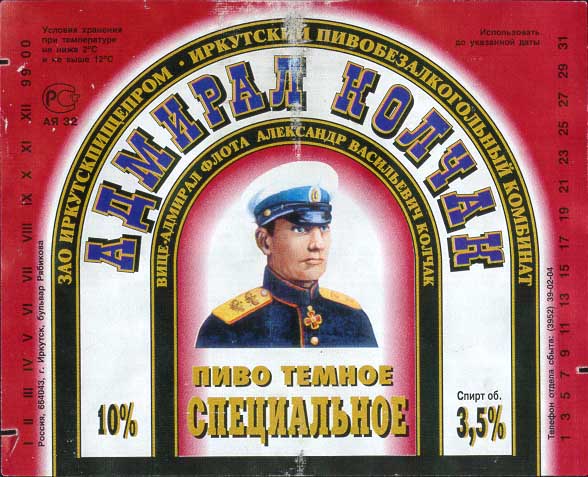 Условия хранения
при температуре
не ниже 2°С
и не выше 12°С
Использовать
до указанной даты
РС
АЯ 32
ЗАО ИРКУТСКПИЩЕПРОМ · ИРКУТСКИЙ ПИВОБЕЗАЛКОГОЛЬНЫЙ КОМБИНАТ
АДМИРАЛ КОЛЧАК
ВИЦЕ-АДМИРАЛ ФЛОТА АЛЕКСАНДР ВАСИЛЬЕВИЧ КОЛЧАК
ПИВО ТЕМНОЕ
СПЕЦИАЛЬНОЕ
10%
Спирт об.
3,5%
I II III IV V VI VII VIII IX X XI XII 99 00
Россия, 664043, г. Иркутск, бульвар Рябикова
Телефон отдела сбыта: (3952) 39-02-04
1 3 5 7 9 11 13 15 17 19 21 23 25 27 29 31